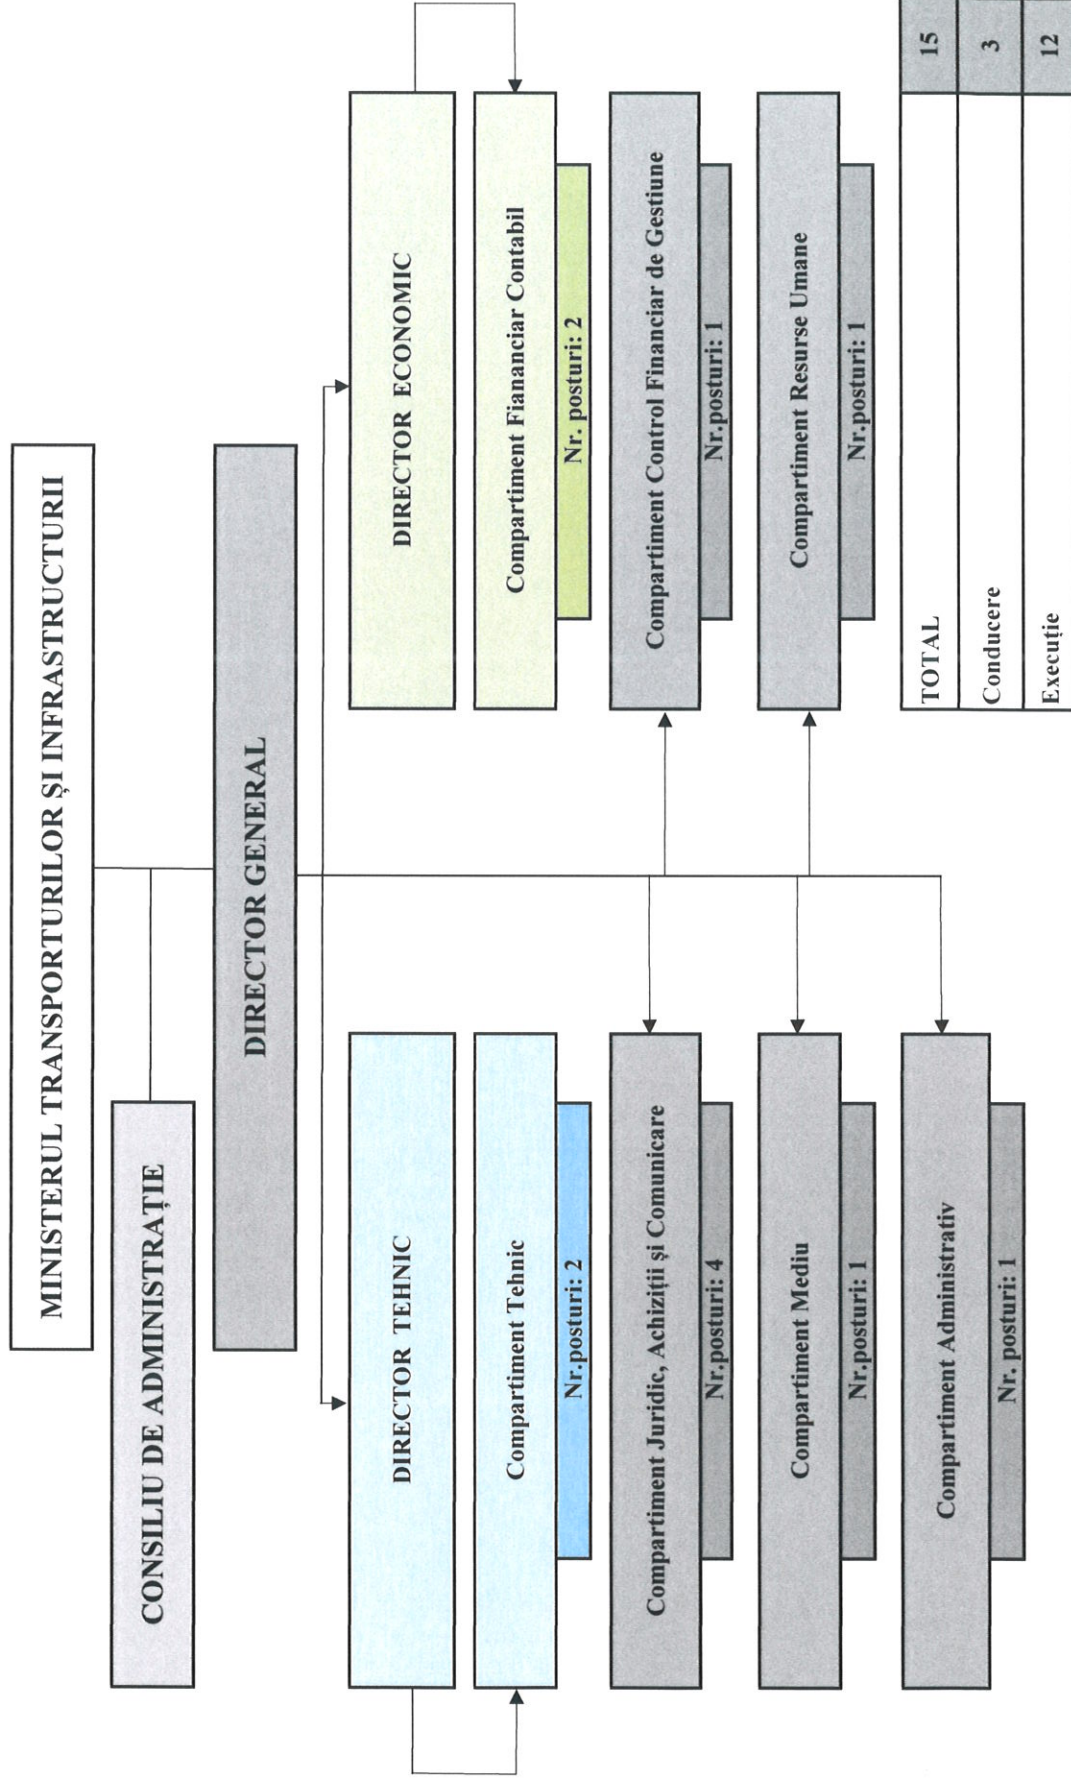 MINISTERUL TRANSPORTURILOR ȘI INFRASTRUCTURII
CONSILIU DE ADMINISTRAȚIE
DIRECTOR GENERAL
DIRECTOR TEHNIC
Compartiment Tehnic
Nr.posturi: 2
Compartiment Juridic, Achiziții și Comunicare
Nr.posturi: 4
Compartiment Mediu
Nr.posturi: 1
Compartiment Administrativ
Nr. posturi: 1
DIRECTOR ECONOMIC
Compartiment Fiananciar Contabil
Nr. posturi: 2
Compartiment Control Financiar de Gestiune
Nr.posturi: 1
Compartiment Resurse Umane
Nr.posturi: 1
TOTAL 15
Conducere 3
Execuție 12